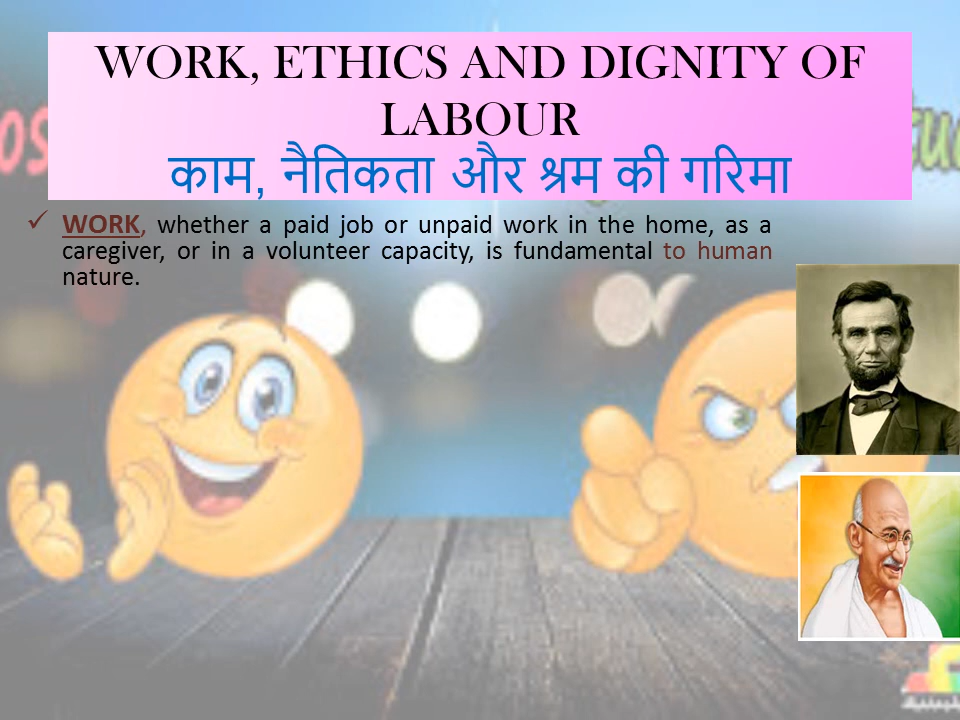 WORK, ETHICS AND DIGNITY OF
LABOUR
काम, नैतिकता और श्रम की गरिमा
✓ WORK, whether a paid job or unpaid work in the home, as a
caregiver, or in a volunteer capacity, is fundamental to human
nature.